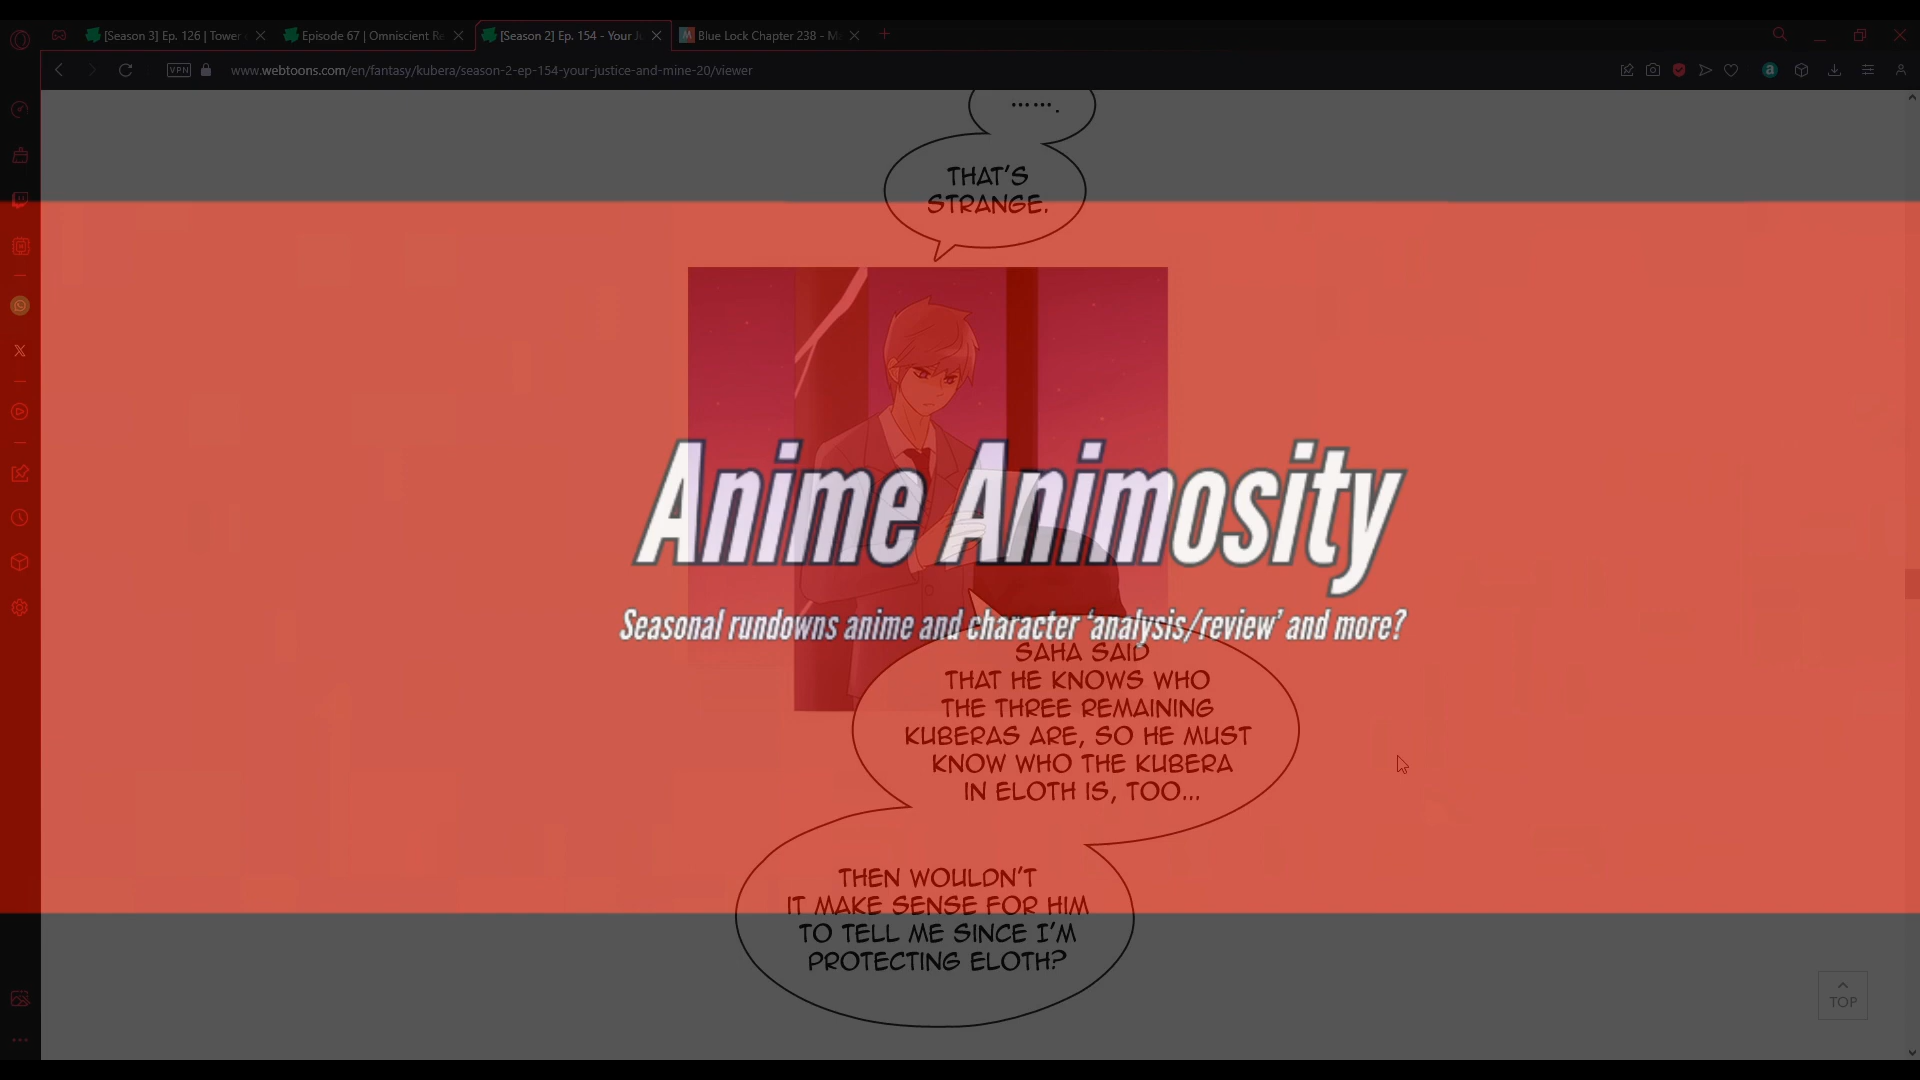 [Season 3] Ep. 126 | Tower
Episode 67 | Omniscient Re
[Season 2] Ep. 154 - Your Ju
Blue Lock Chapter 238 - M
VPN
www.webtoons.com/en/fantasy/kubera/season-2-ep-154-your-justice-and-mine-20/viewer
.......
THAT'S
STRANGE.
Anime Animosity
Seasonal rundowns anime and character 'analysis/review' and more?
SAHA SAID
THAT HE KNOWS WHO
THE THREE REMAINING
KUBERAS ARE, SO HE MUST
KNOW WHO THE KUBERA
IN ELOTH IS, TOO...
THEN WOULDN'T
IT MAKE SENSE FOR HIM
TO TELL ME SINCE I'M
PROTECTING ELOTH?
TOP